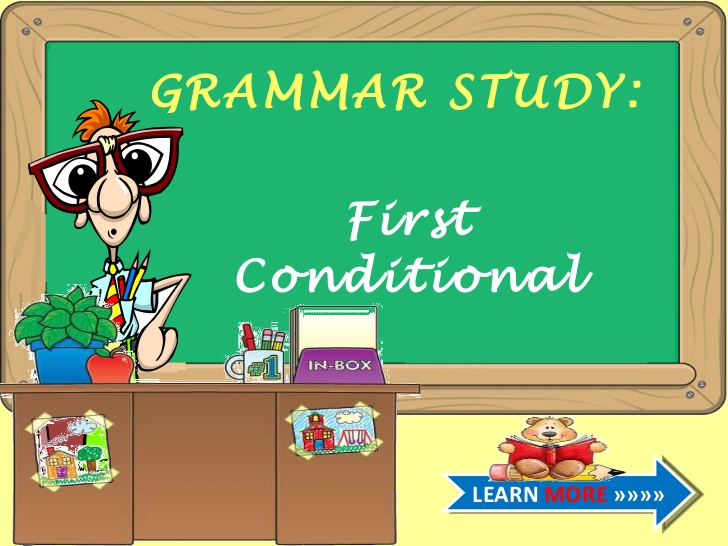 GRAMMAR STUDY:
First
Conditional
#1
IN-BOX
LEARN MORE »»»»